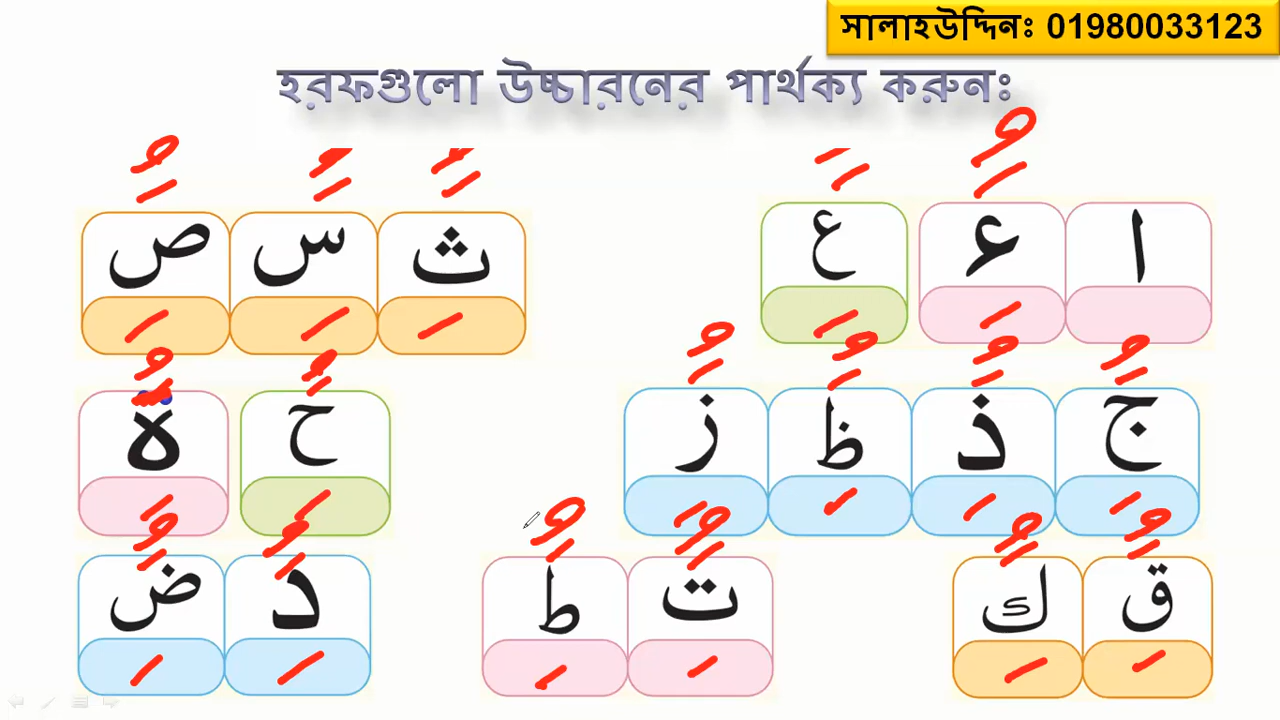 সালাহউদ্দিনঃ 01980033123
হরফগুলো উচ্চারনের পার্থক্য করুনঃ
ا ء ع
ث س ص
ج ذ ظ ز
ح ة
ق ك
ت ط
د ض